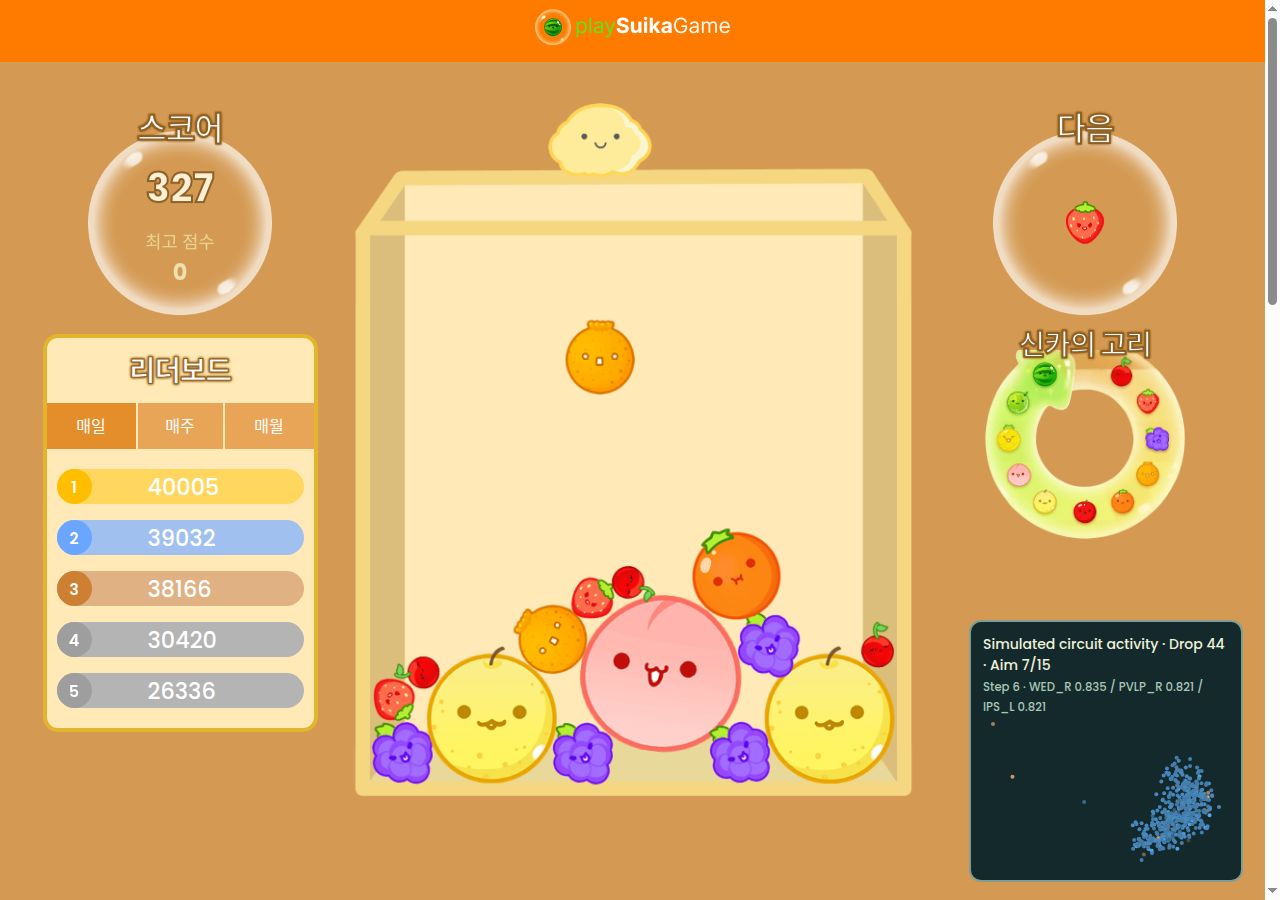 playSuikaGame
스코어
327
최고 점수
0
다음
신카의 고리
리더보드
매일 매주 매월
1 40005
2 39032
3 38166
4 30420
5 26336
Simulated circuit activity · Drop 44
· Aim 7/15
Step 6 · WED_R 0.835 / PVLP_R 0.821 /
IPS_L 0.821